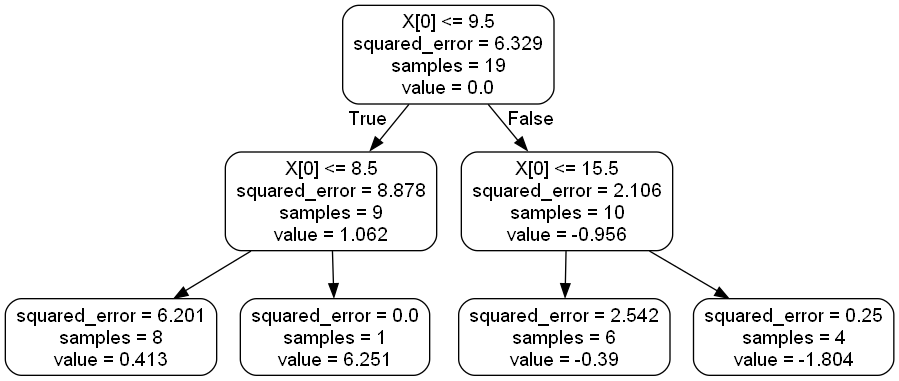 X[0] <= 9.5
squared_error = 6.329
samples = 19
value = 0.0
True
False
X[0] <= 8.5
squared_error = 8.878
samples = 9
value = 1.062
X[0] <= 15.5
squared_error = 2.106
samples = 10
value = -0.956
squared_error = 6.201
samples = 8
value = 0.413
squared_error = 0.0
samples = 1
value = 6.251
squared_error = 2.542
samples = 6
value = -0.39
squared_error = 0.25
samples = 4
value = -1.804